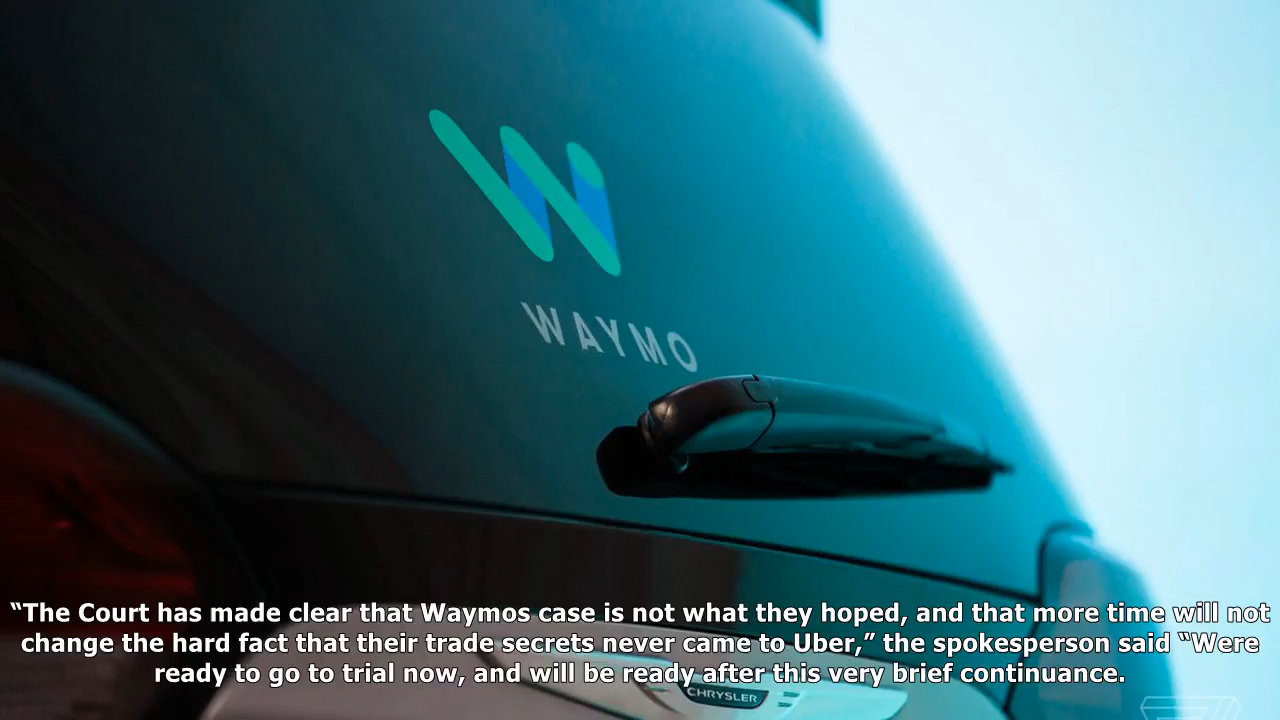 WAYMO
“The Court has made clear that Waymos case is not what they hoped, and that more time will not
change the hard fact that their trade secrets never came to Uber,” the spokesperson said “Were
ready to go to trial now, and will be ready after this very brief continuance.
CHRYSLER